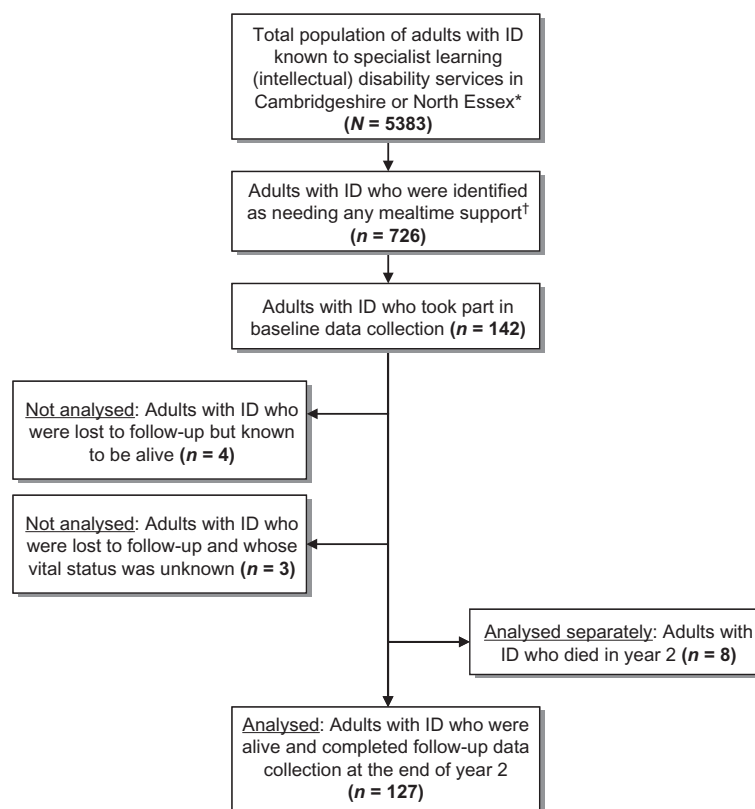 Total population of adults with ID
known to specialist learning
(intellectual) disability services in
Cambridgeshire or North Essex*
(N = 5383)
Adults with ID who were identified
as needing any mealtime support†
(n = 726)
Adults with ID who took part in
baseline data collection (n = 142)
Not analysed: Adults with ID who
were lost to follow-up but known
to be alive (n = 4)
Not analysed: Adults with ID who
were lost to follow-up and whose
vital status was unknown (n = 3)
Analysed separately: Adults with
ID who died in year 2 (n = 8)
Analysed: Adults with ID who were
alive and completed follow-up data
collection at the end of year 2
(n = 127)